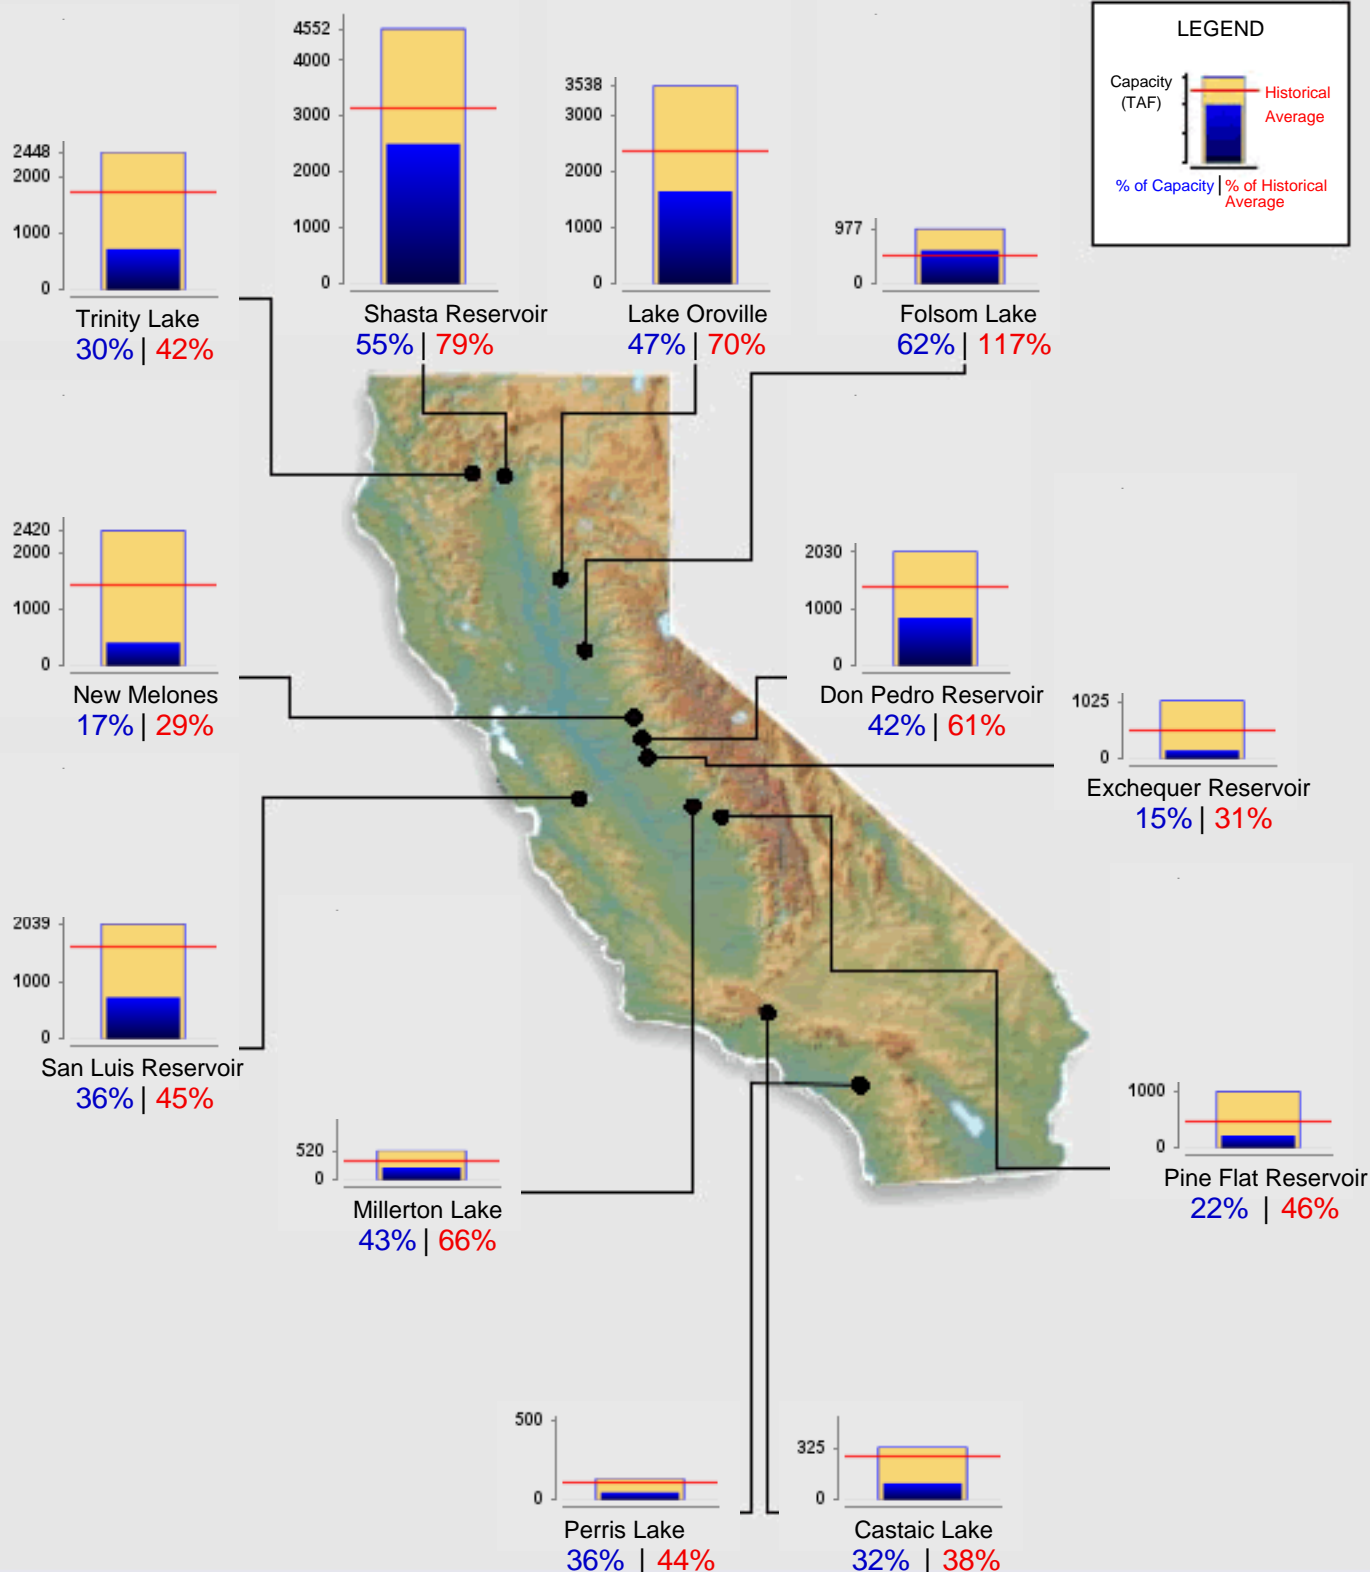 4552
4000
3000
2000
1000
0
Shasta Reservoir
55% | 79%
3538
3000
2000
1000
0
Lake Oroville
47% | 70%
LEGEND
Capacity
(TAF)
Historical
Average
% of Capacity | % of Historical
Average
2448
2000
1000
0
Trinity Lake
30% | 42%
977
0
Folsom Lake
62% | 117%
2420
2000
1000
0
New Melones
17% | 29%
2030
1000
0
Don Pedro Reservoir
42% | 61%
1025
0
Exchequer Reservoir
15% | 31%
2039
1000
0
San Luis Reservoir
36% | 45%
520
0
Millerton Lake
43% | 66%
1000
0
Pine Flat Reservoir
22% | 46%
500
0
Perris Lake
36% | 44%
325
0
Castaic Lake
32% | 38%